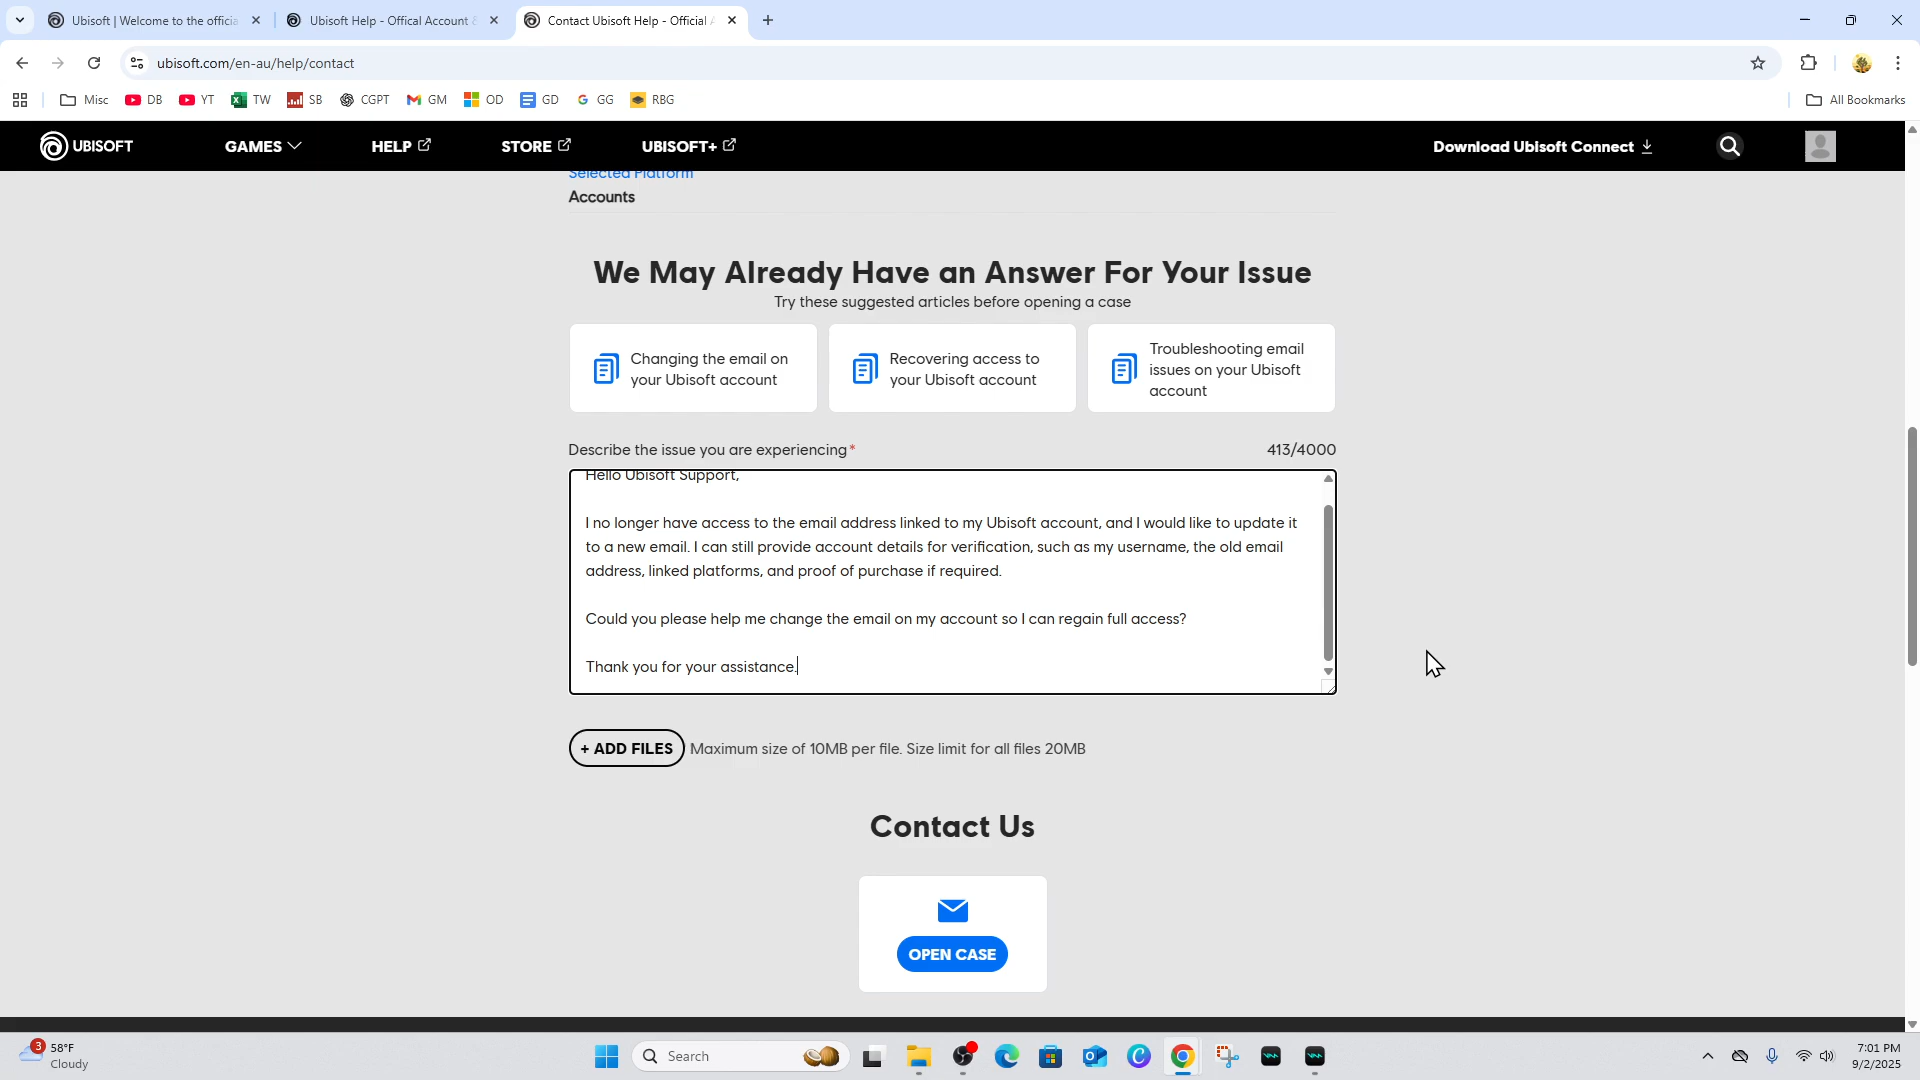 Ubisoft | Welcome to the officia
Ubisoft Help - Offical Account &
Contact Ubisoft Help - Official A
ubisoft.com/en-au/help/contact
Misc
DB
YT
TW
SB
CGPT
GM
OD
GD
GG
RBG
All Bookmarks
UBISOFT
GAMES
HELP
STORE
UBISOFT+
Download Ubisoft Connect
Selected Platform
Accounts
We May Already Have an Answer For Your Issue
Try these suggested articles before opening a case
Changing the email on
your Ubisoft account
Recovering access to
your Ubisoft account
Troubleshooting email
issues on your Ubisoft
account
Describe the issue you are experiencing*
413/4000
Hello Ubisoft Support,
I no longer have access to the email address linked to my Ubisoft account, and I would like to update it
to a new email. I can still provide account details for verification, such as my username, the old email
address, linked platforms, and proof of purchase if required.
Could you please help me change the email on my account so I can regain full access?
Thank you for your assistance.
+ ADD FILES
Maximum size of 10MB per file. Size limit for all files 20MB
Contact Us
OPEN CASE
3
58°F
Cloudy
Search
7:01 PM
9/2/2025